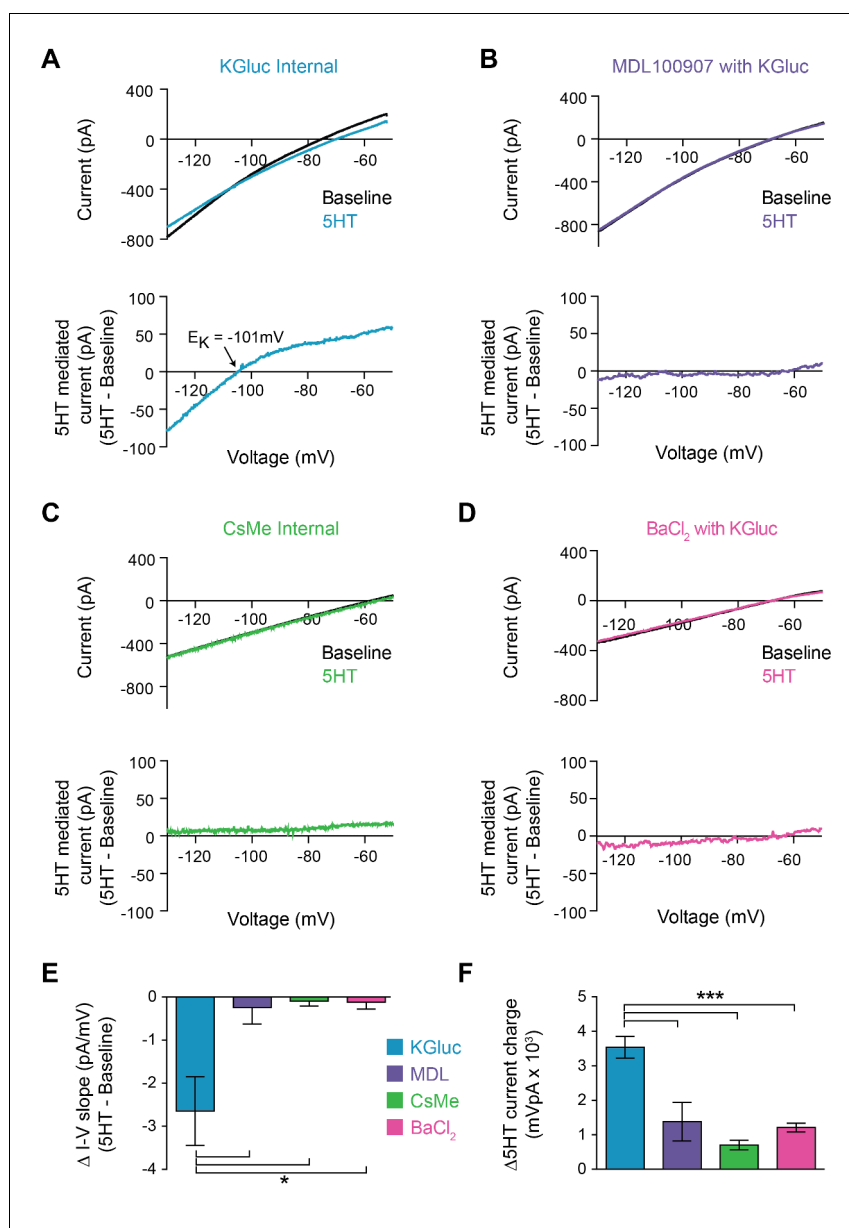 A
KGluc Internal
400
0
-400
-800
Current (pA)
-120
-100
-80
-60
Baseline
5HT
100
50
0
-50
-100
5HT mediated
current (pA)
(5HT - Baseline)
EK = -101mV
-120
-100
-80
-60
Voltage (mV)
B
MDL100907 with KGluc
400
0
-400
-800
Current (pA)
-120
-100
-80
-60
Baseline
5HT
100
50
0
-50
-100
5HT mediated
current (pA)
(5HT - Baseline)
-120
-100
-80
-60
Voltage (mV)
C
CsMe Internal
400
0
-400
-800
Current (pA)
-120
-100
-80
-60
Baseline
5HT
100
50
0
-50
-100
5HT mediated
current (pA)
(5HT - Baseline)
-120
-100
-80
-60
Voltage (mV)
D
BaCl2 with KGluc
400
0
-400
-800
Current (pA)
-120
-100
-80
-60
Baseline
5HT
100
50
0
-50
-100
5HT mediated
current (pA)
(5HT - Baseline)
-120
-100
-80
-60
Voltage (mV)
E
0
-1
-2
-3
-4
Δ I-V slope (pA/mV)
(5HT - Baseline)
KGluc
MDL
CsMe
BaCl2
*
F
***
5
4
3
2
1
0
Δ5HT current charge
(mVpA x 10³)